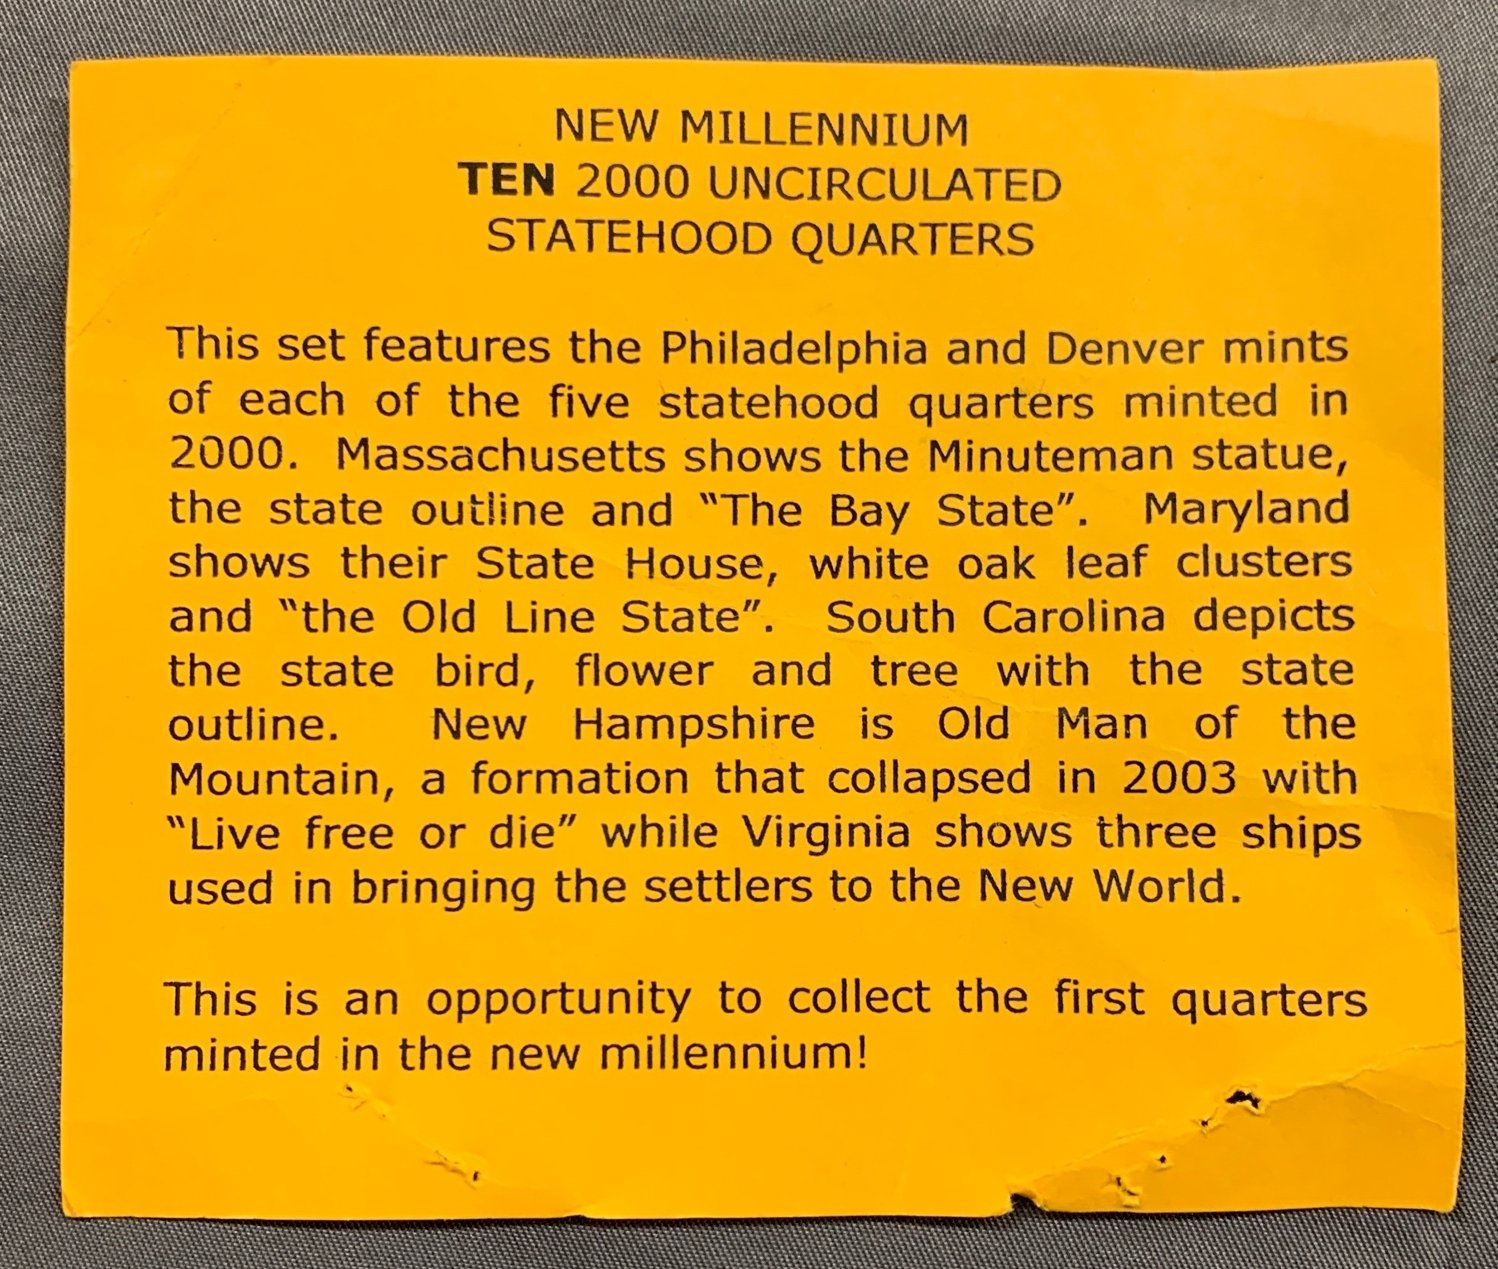 NEW MILLENNIUM
TEN 2000 UNCIRCULATED
STATEHOOD QUARTERS
This set features the Philadelphia and Denver mints
of each of the five statehood quarters minted in
2000. Massachusetts shows the Minuteman statue,
the state outline and “The Bay State”. Maryland
shows their State House, white oak leaf clusters
and “the Old Line State”. South Carolina depicts
the state bird, flower and tree with the state
outline. New Hampshire is Old Man of the
Mountain, a formation that collapsed in 2003 with
“Live free or die” while Virginia shows three ships
used in bringing the settlers to the New World.
This is an opportunity to collect the first quarters
minted in the new millennium!